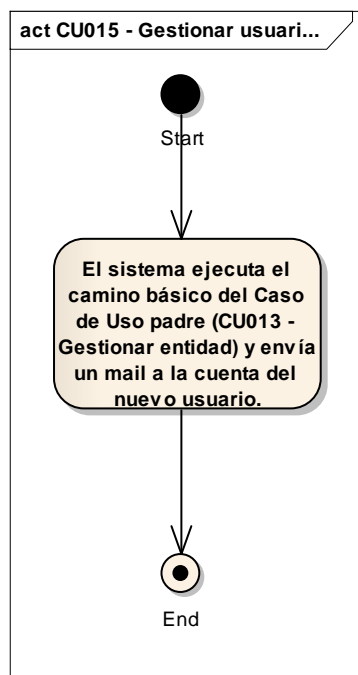 act CU015 - Gestionar usuari...
Start
El sistema ejecuta el
camino básico del Caso
de Uso padre (CU013 -
Gestionar entidad) y envía
un mail a la cuenta del
nuevo usuario.
End